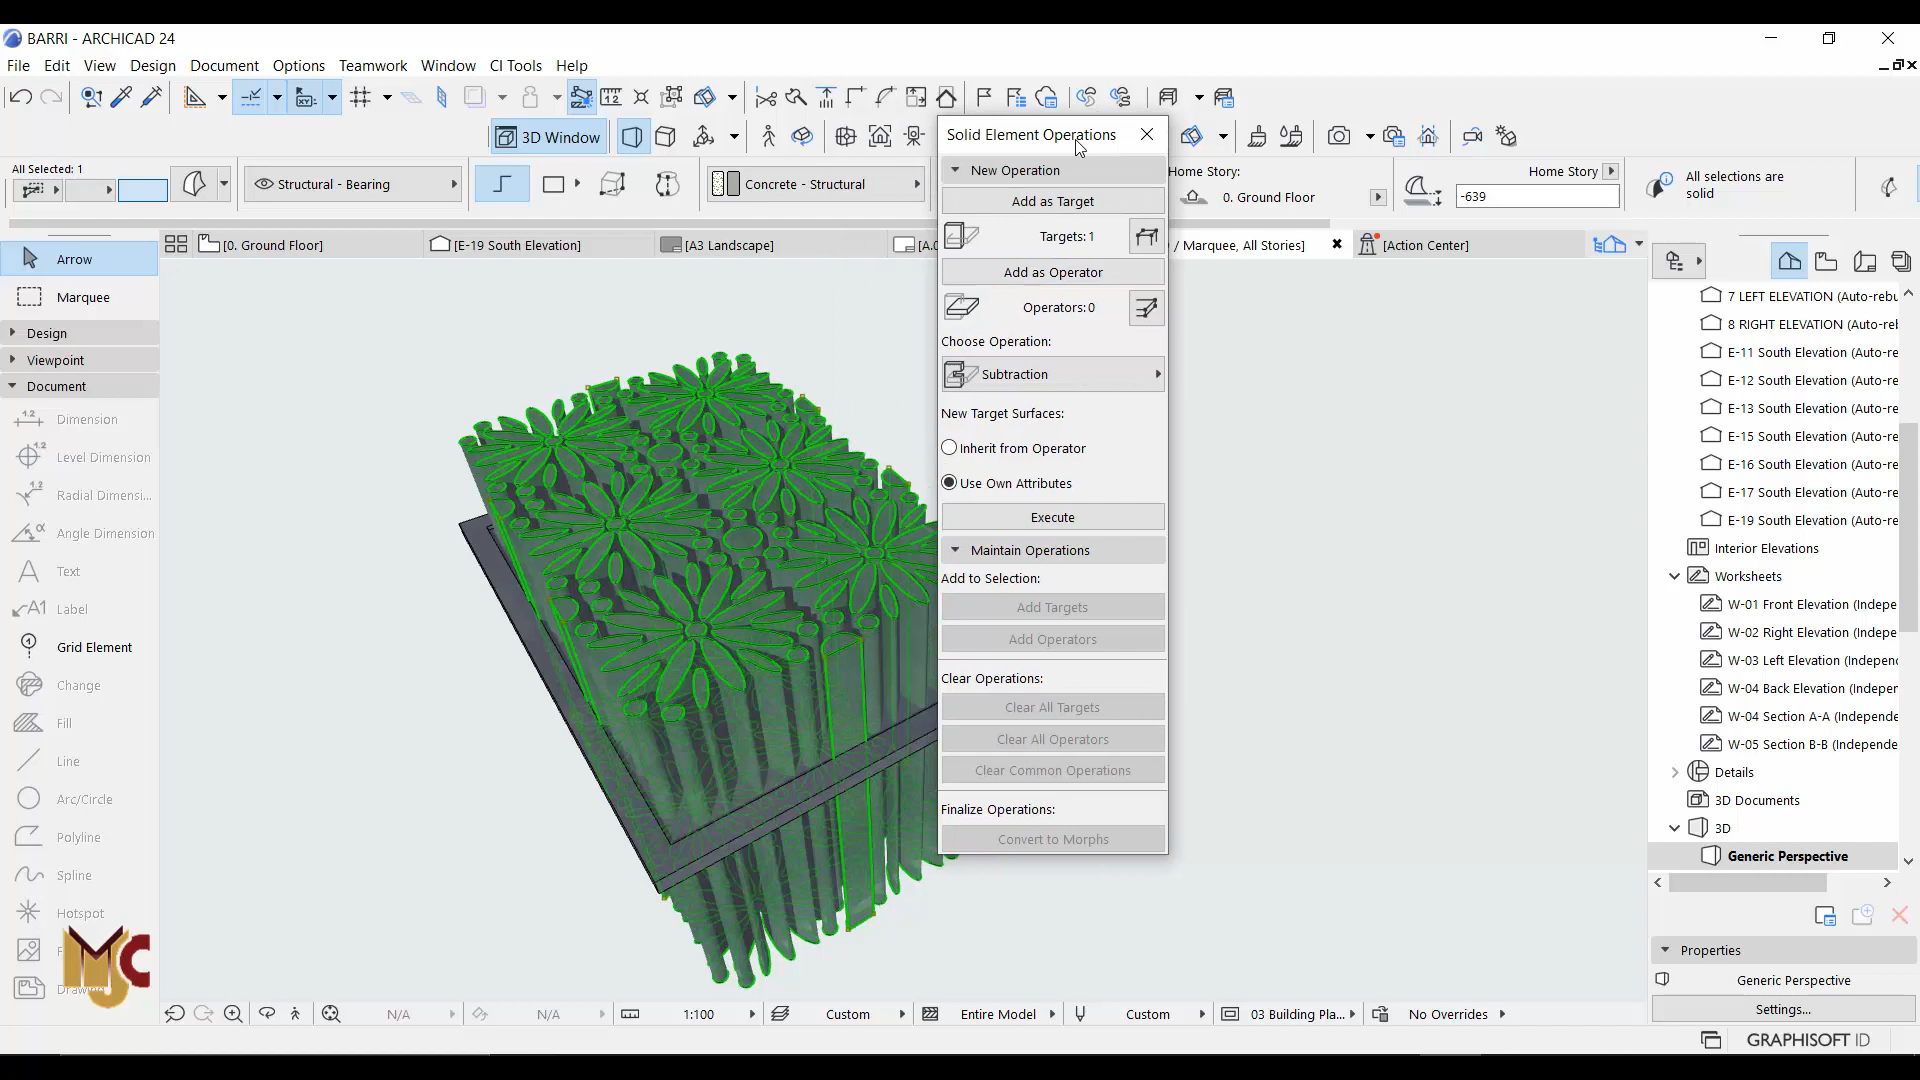 BARRI - ARCHICAD 24
File Edit View Design Document Options Teamwork Window CI Tools Help
3D Window
All Selected: 1
Structural - Bearing
Concrete - Structural
Home Story:
0. Ground Floor
Home Story
-639
All selections are
solid
[0. Ground Floor]
[E-19 South Elevation]
[A3 Landscape]
/ Marquee, All Stories]
[Action Center]
Arrow
Marquee
Design
Viewpoint
Document
Dimension
Level Dimension
Radial Dimensi...
Angle Dimension
Text
Label
Grid Element
Change
Fill
Line
Arc/Circle
Polyline
Spline
Hotspot
MJC
Solid Element Operations
New Operation
Add as Target
Targets: 1
Add as Operator
Operators: 0
Choose Operation:
Subtraction
New Target Surfaces:
Inherit from Operator
Use Own Attributes
Execute
Maintain Operations
Add to Selection:
Add Targets
Add Operators
Clear Operations:
Clear All Targets
Clear All Operators
Clear Common Operations
Finalize Operations:
Convert to Morphs
7 LEFT ELEVATION (Auto-rebu
8 RIGHT ELEVATION (Auto-rel
E-11 South Elevation (Auto-re
E-12 South Elevation (Auto-re
E-13 South Elevation (Auto-re
E-15 South Elevation (Auto-re
E-16 South Elevation (Auto-re
E-17 South Elevation (Auto-re
E-19 South Elevation (Auto-re
Interior Elevations
Worksheets
W-01 Front Elevation (Indepe
W-02 Right Elevation (Indepe
W-03 Left Elevation (Indepen
W-04 Back Elevation (Indepen
W-04 Section A-A (Independe
W-05 Section B-B (Independe
Details
3D Documents
3D
Generic Perspective
Properties
Generic Perspective
Settings...
N/A
N/A
1:100
Custom
Entire Model
Custom
03 Building Pla...
No Overrides
GRAPHISOFT ID